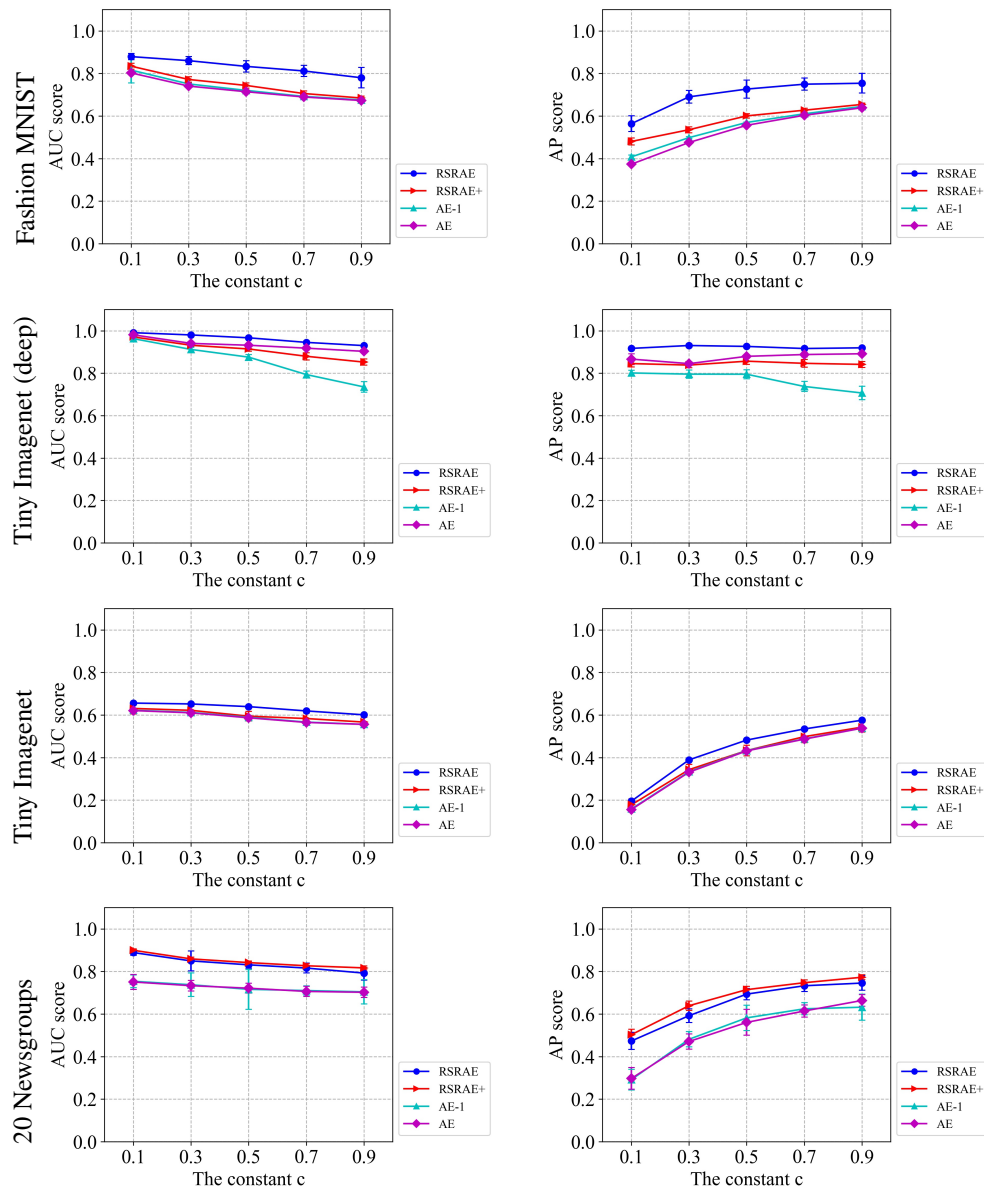 Fashion MNIST
AUC score
1.0
0.8
0.6
0.4
0.2
0.0
0.1 0.3 0.5 0.7 0.9
The constant c
RSRAE
RSRAE+
AE-1
AE
AP score
1.0
0.8
0.6
0.4
0.2
0.0
0.1 0.3 0.5 0.7 0.9
The constant c
RSRAE
RSRAE+
AE-1
AE
Tiny Imagenet (deep)
AUC score
1.0
0.8
0.6
0.4
0.2
0.0
0.1 0.3 0.5 0.7 0.9
The constant c
RSRAE
RSRAE+
AE-1
AE
AP score
1.0
0.8
0.6
0.4
0.2
0.0
0.1 0.3 0.5 0.7 0.9
The constant c
RSRAE
RSRAE+
AE-1
AE
Tiny Imagenet
AUC score
1.0
0.8
0.6
0.4
0.2
0.0
0.1 0.3 0.5 0.7 0.9
The constant c
RSRAE
RSRAE+
AE-1
AE
AP score
1.0
0.8
0.6
0.4
0.2
0.0
0.1 0.3 0.5 0.7 0.9
The constant c
RSRAE
RSRAE+
AE-1
AE
20 Newsgroups
AUC score
1.0
0.8
0.6
0.4
0.2
0.0
0.1 0.3 0.5 0.7 0.9
The constant c
RSRAE
RSRAE+
AE-1
AE
AP score
1.0
0.8
0.6
0.4
0.2
0.0
0.1 0.3 0.5 0.7 0.9
The constant c
RSRAE
RSRAE+
AE-1
AE